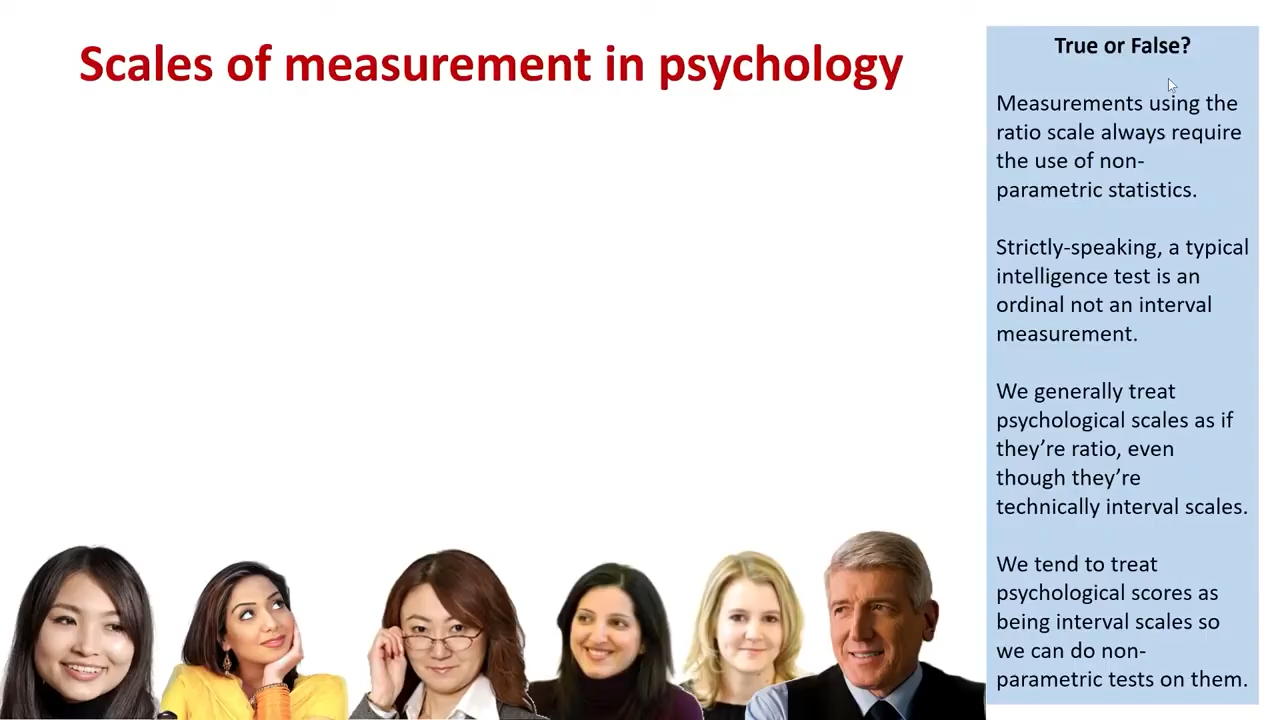 Scales of measurement in psychology
True or False?
Measurements using the
ratio scale always require
the use of non-
parametric statistics.
Strictly-speaking, a typical
intelligence test is an
ordinal not an interval
measurement.
We generally treat
psychological scales as if
they’re ratio, even
though they’re
technically interval scales.
We tend to treat
psychological scores as
being interval scales so
we can do non-
parametric tests on them.